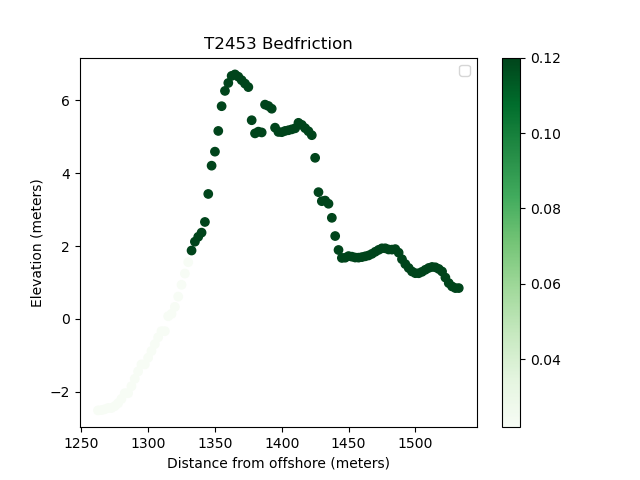 T2453 Bedfriction
Elevation (meters)
6
4
2
0
−2
1250 1300 1350 1400 1450 1500
Distance from offshore (meters)
0.12
0.10
0.08
0.06
0.04